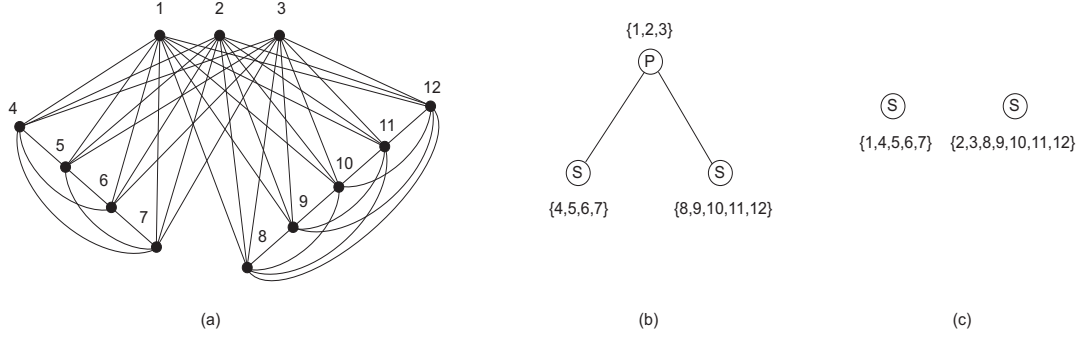 1 2 3
4
5
6
7
8
9
10
11
12
(a)
{1,2,3}
P
S S
{4,5,6,7} {8,9,10,11,12}
(b)
S S
{1,4,5,6,7} {2,3,8,9,10,11,12}
(c)